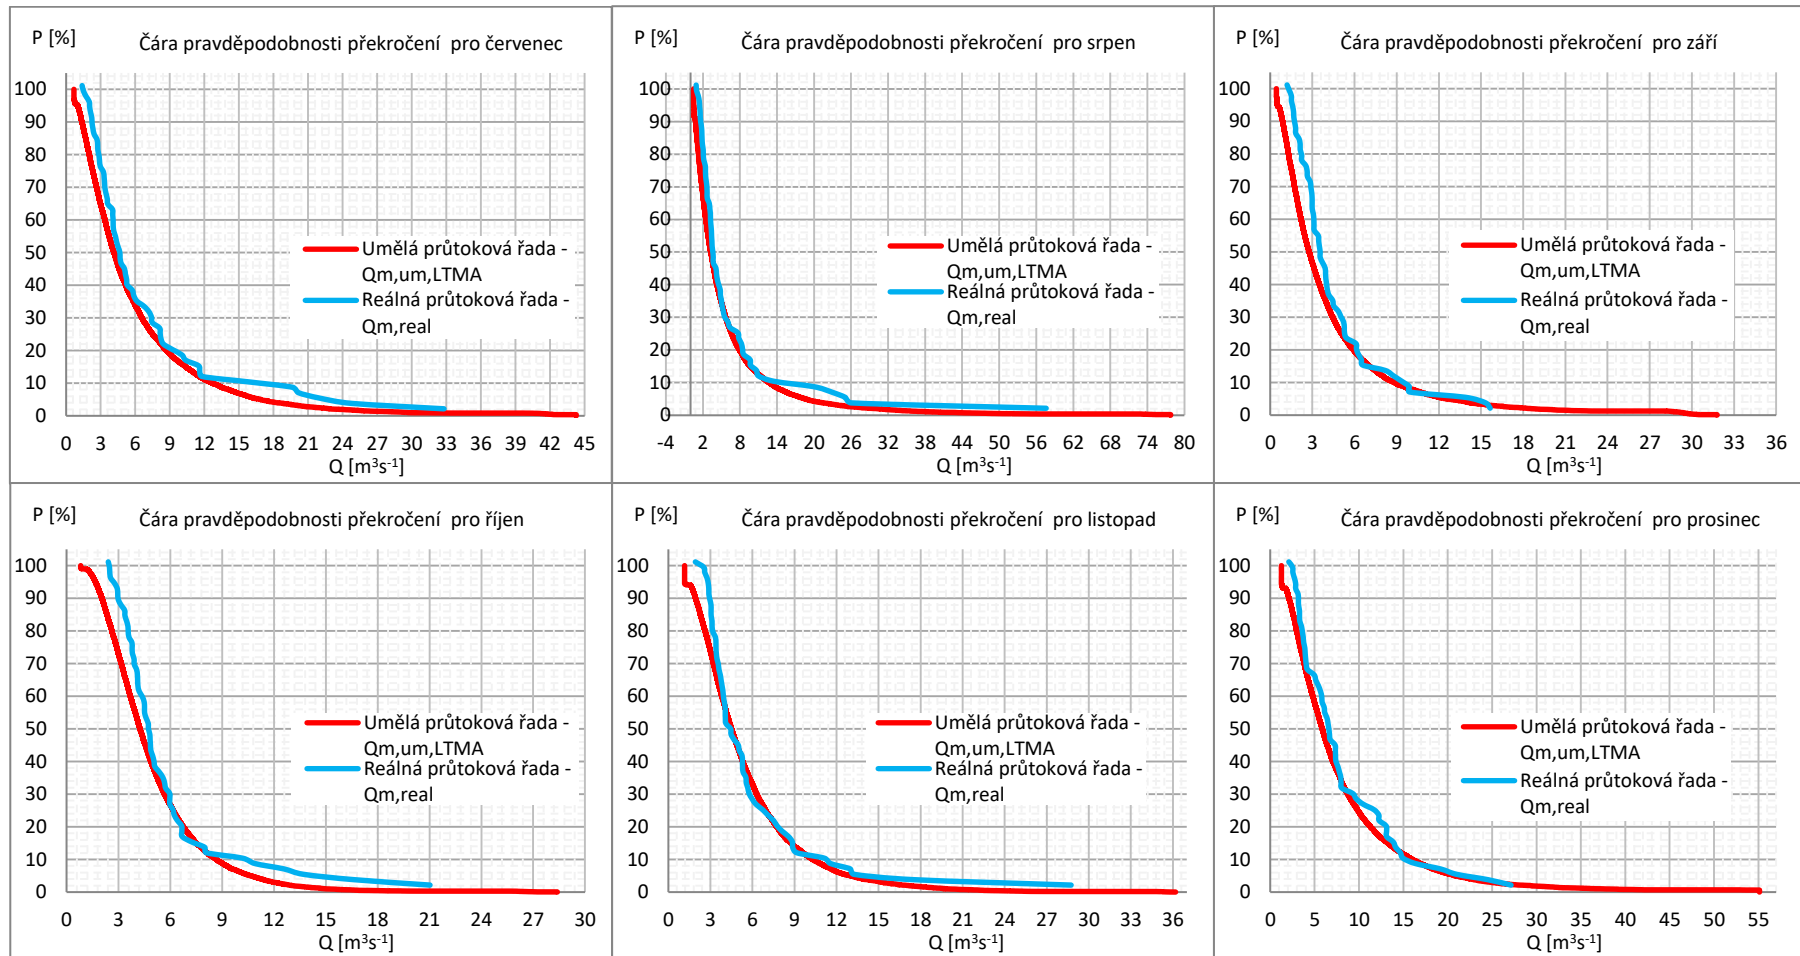 P [%]
Čára pravděpodobnosti překročení pro červenec
100
90
80
70
60
50
40
30
20
10
0
Umělá průtoková řada -
Qm,um,LTMA
Reálná průtoková řada -
Qm,real
0 3 6 9 12 15 18 21 24 27 30 33 36 39 42 45
Q [m³s⁻¹]
P [%]
Čára pravděpodobnosti překročení pro srpen
100
90
80
70
60
50
40
30
20
10
0
Umělá průtoková řada -
Qm,um,LTMA
Reálná průtoková řada -
Qm,real
-4 2 8 14 20 26 32 38 44 50 56 62 68 74 80
Q [m³s⁻¹]
P [%]
Čára pravděpodobnosti překročení pro září
100
90
80
70
60
50
40
30
20
10
0
Umělá průtoková řada -
Qm,um,LTMA
Reálná průtoková řada -
Qm,real
0 3 6 9 12 15 18 21 24 27 30 33 36
Q [m³s⁻¹]
P [%]
Čára pravděpodobnosti překročení pro říjen
100
90
80
70
60
50
40
30
20
10
0
Umělá průtoková řada -
Qm,um,LTMA
Reálná průtoková řada -
Qm,real
0 3 6 9 12 15 18 21 24 27 30
Q [m³s⁻¹]
P [%]
Čára pravděpodobnosti překročení pro listopad
100
90
80
70
60
50
40
30
20
10
0
Umělá průtoková řada -
Qm,um,LTMA
Reálná průtoková řada -
Qm,real
0 3 6 9 12 15 18 21 24 27 30 33 36
Q [m³s⁻¹]
P [%]
Čára pravděpodobnosti překročení pro prosinec
100
90
80
70
60
50
40
30
20
10
0
Umělá průtoková řada -
Qm,um,LTMA
Reálná průtoková řada -
Qm,real
0 5 10 15 20 25 30 35 40 45 50 55
Q [m³s⁻¹]